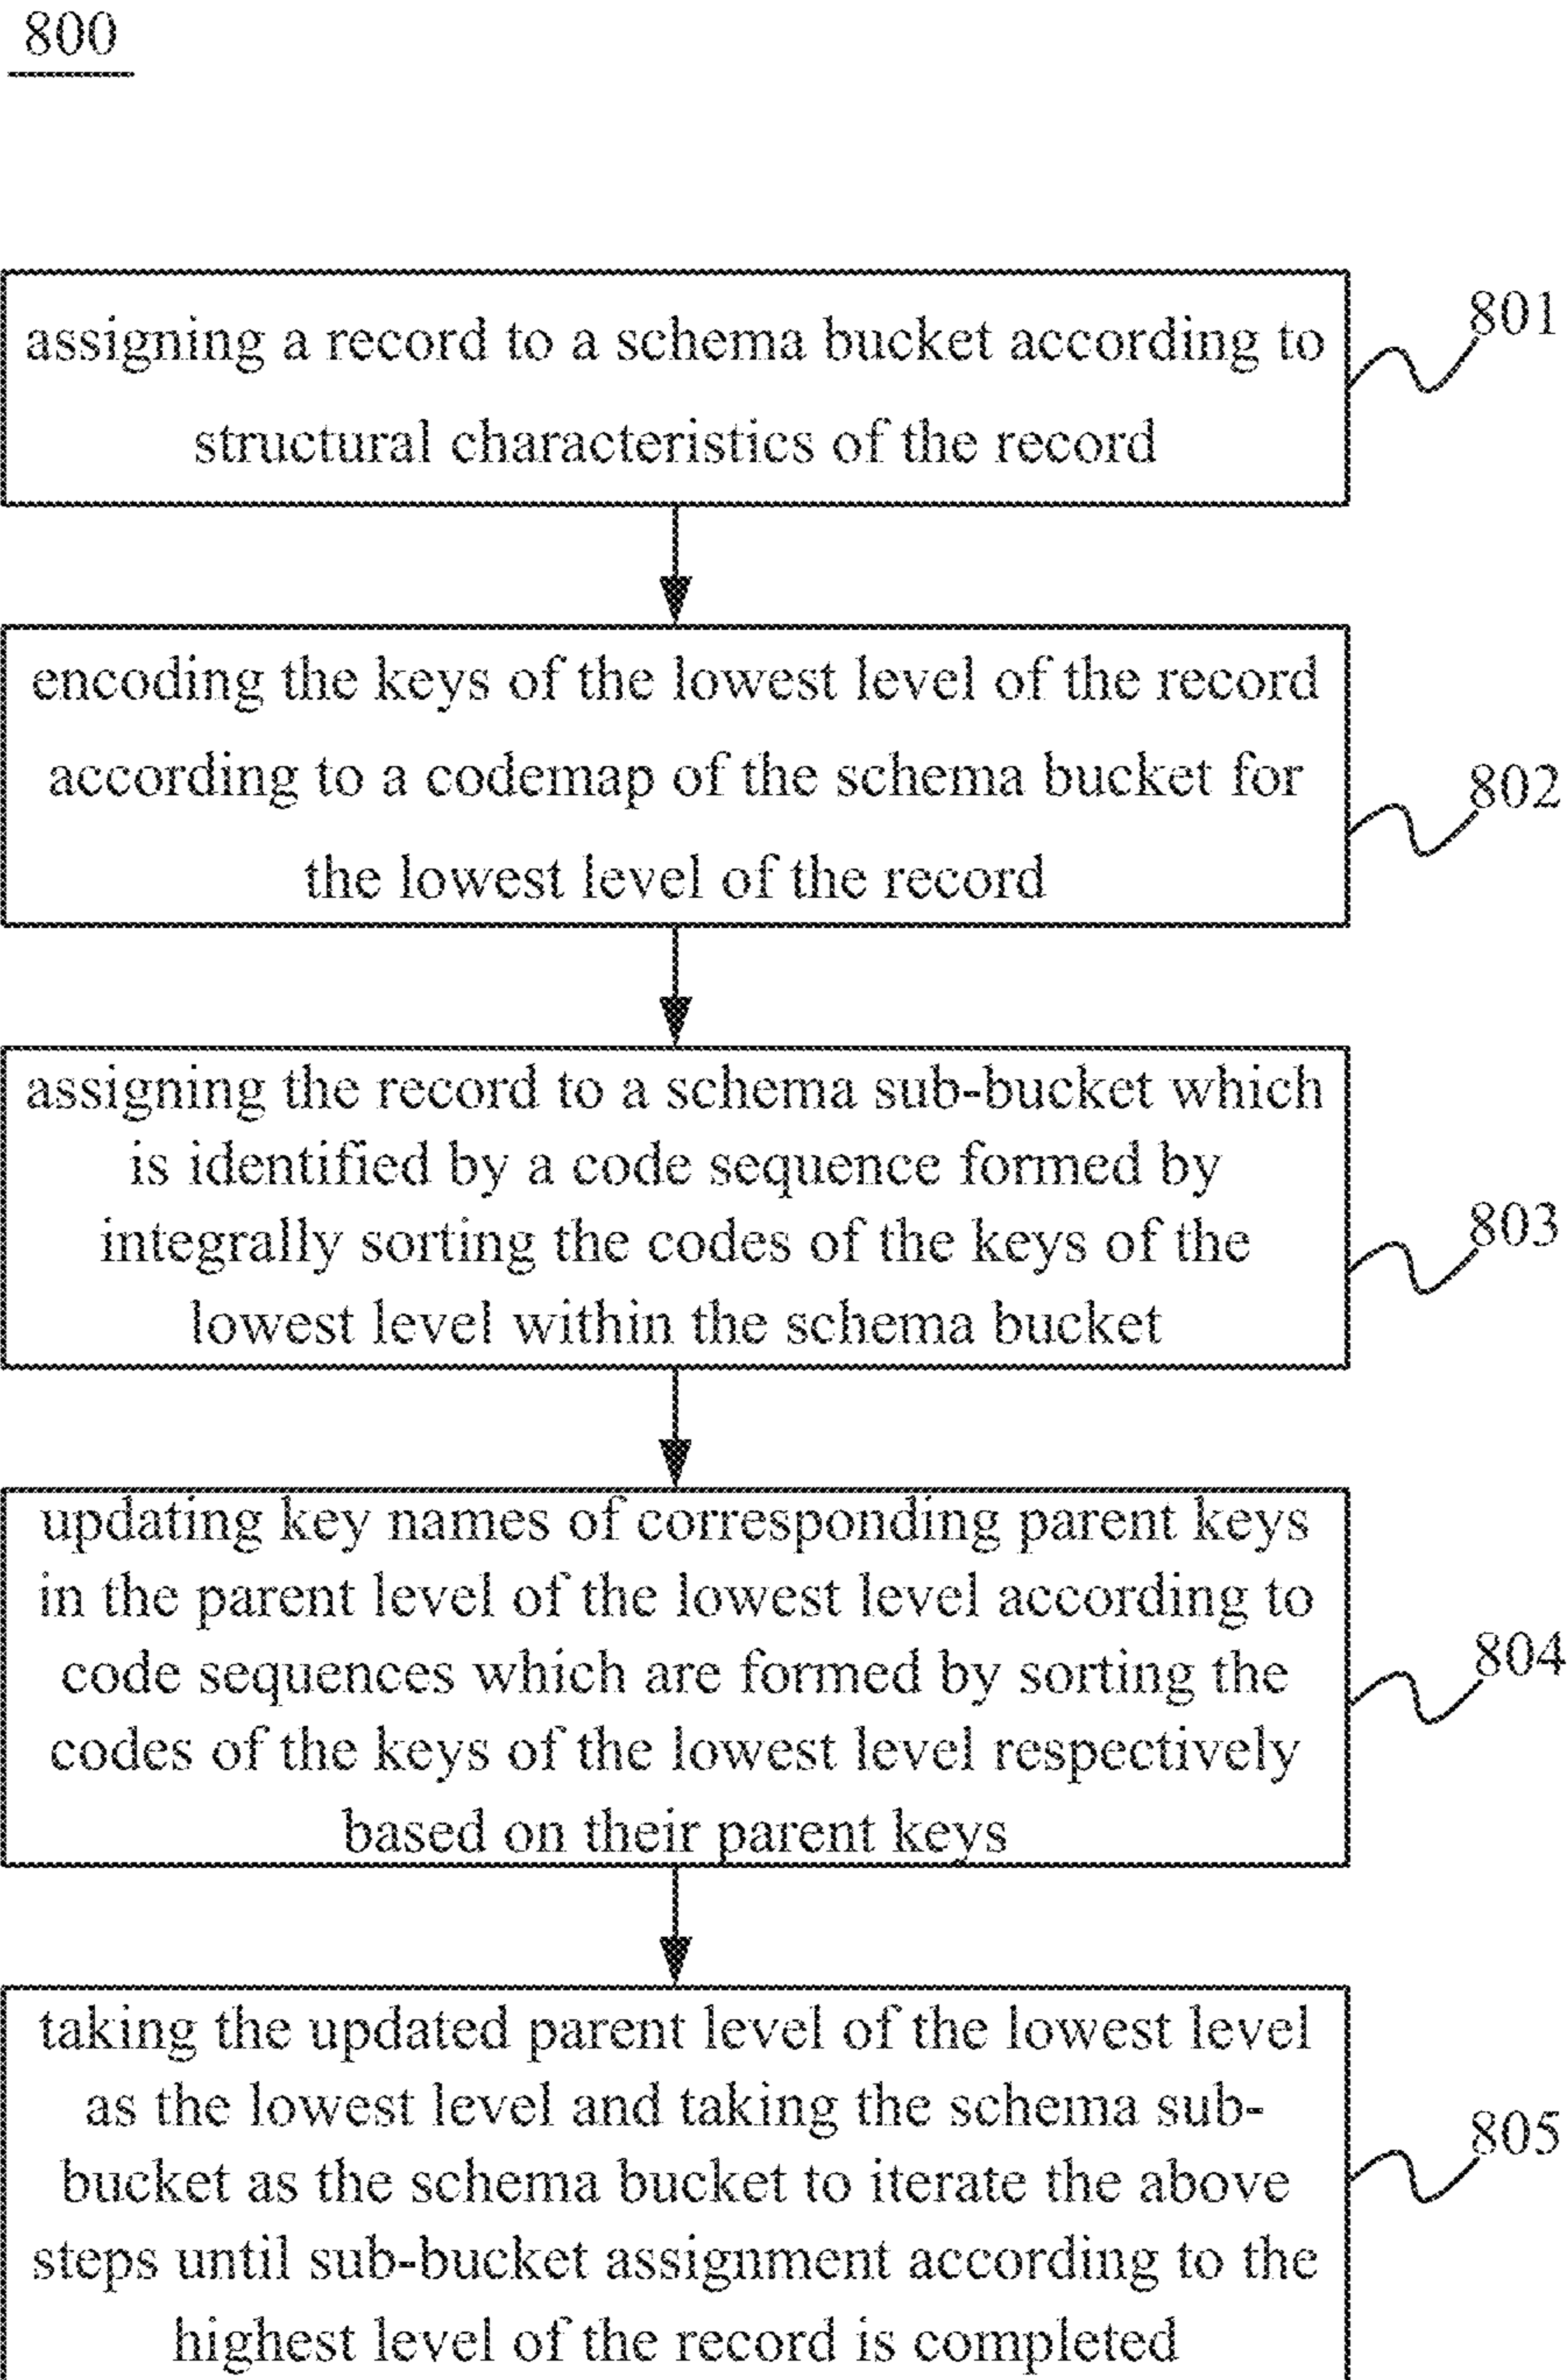 800
assigning a record to a schema bucket according to
structural characteristics of the record
801
encoding the keys of the lowest level of the record
according to a codemap of the schema bucket for
the lowest level of the record
802
assigning the record to a schema sub-bucket which
is identified by a code sequence formed by
integrally sorting the codes of the keys of the
lowest level within the schema bucket
803
updating key names of corresponding parent keys
in the parent level of the lowest level according to
code sequences which are formed by sorting the
codes of the keys of the lowest level respectively
based on their parent keys
804
taking the updated parent level of the lowest level
as the lowest level and taking the schema sub-
bucket as the schema bucket to iterate the above
steps until sub-bucket assignment according to the
highest level of the record is completed
805